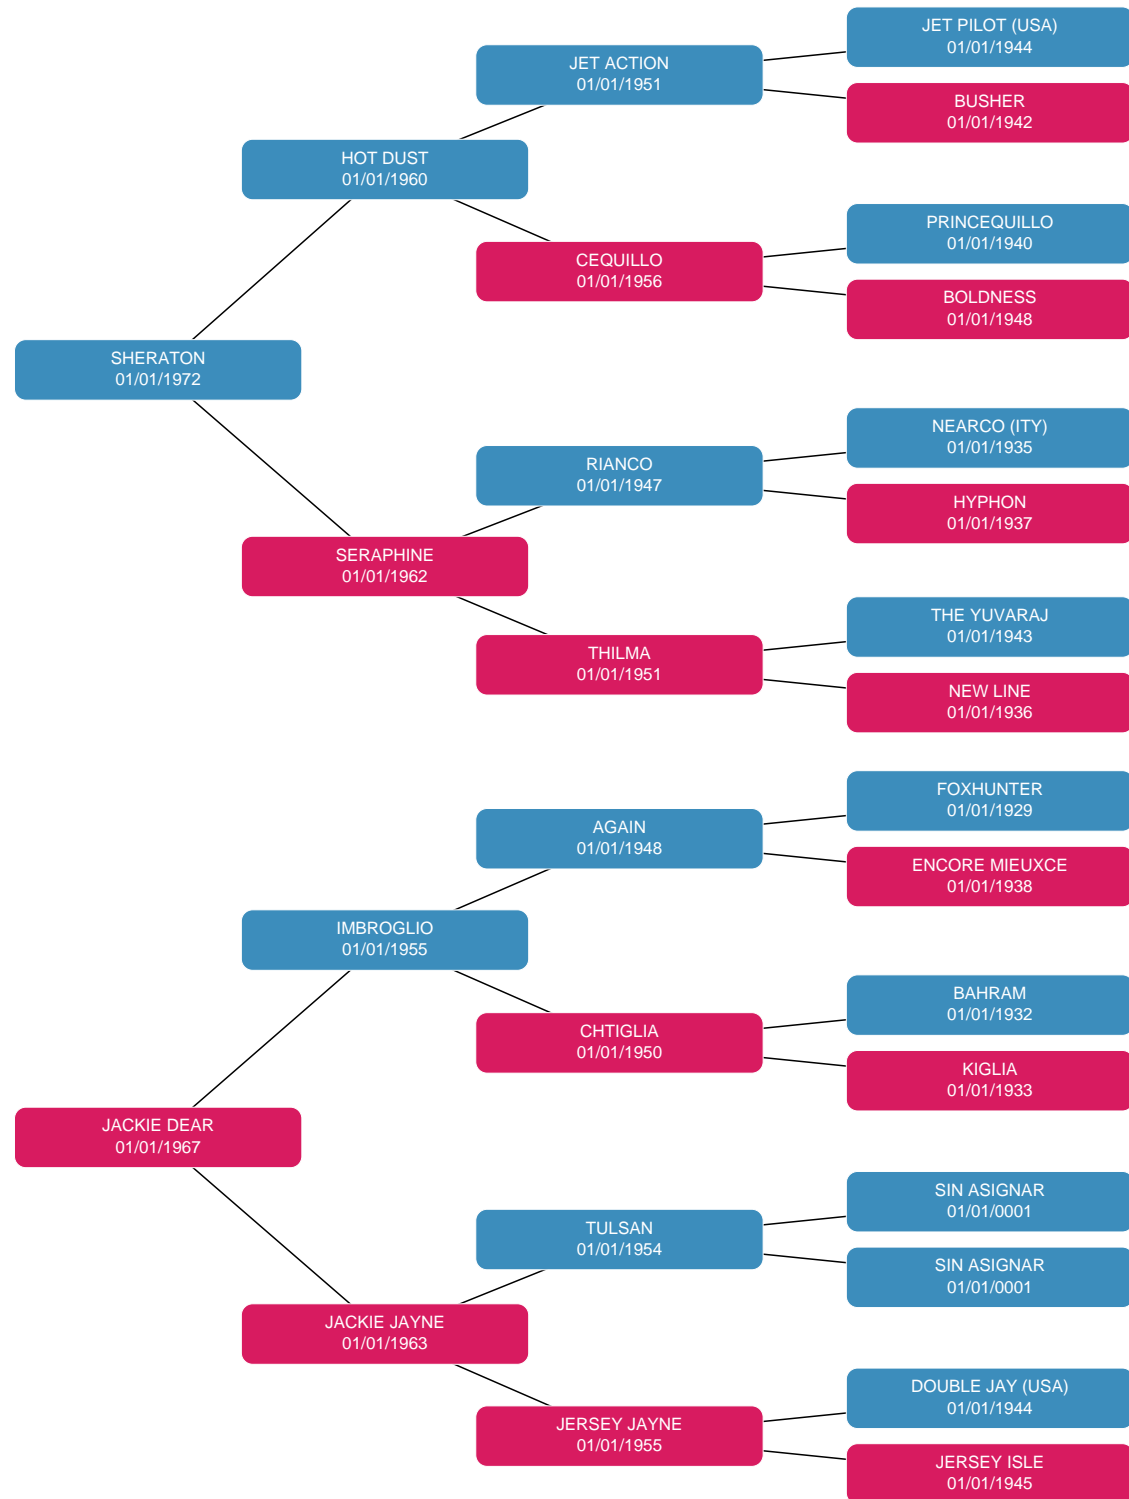 JET PILOT (USA)
01/01/1944
JET ACTION
01/01/1951
BUSHER
01/01/1942
HOT DUST
01/01/1960
PRINCEQUILLO
01/01/1940
CEQUILLO
01/01/1956
BOLDNESS
01/01/1948
SHERATON
01/01/1972
NEARCO (ITY)
01/01/1935
RIANCO
01/01/1947
HYPHON
01/01/1937
SERAPHINE
01/01/1962
THE YUVARAJ
01/01/1943
THILMA
01/01/1951
NEW LINE
01/01/1936
FOXHUNTER
01/01/1929
AGAIN
01/01/1948
ENCORE MIEUXCE
01/01/1938
IMBROGLIO
01/01/1955
BAHRAM
01/01/1932
CHTIGLIA
01/01/1950
KIGLIA
01/01/1933
JACKIE DEAR
01/01/1967
SIN ASIGNAR
01/01/0001
TULSAN
01/01/1954
SIN ASIGNAR
01/01/0001
JACKIE JAYNE
01/01/1963
DOUBLE JAY (USA)
01/01/1944
JERSEY JAYNE
01/01/1955
JERSEY ISLE
01/01/1945